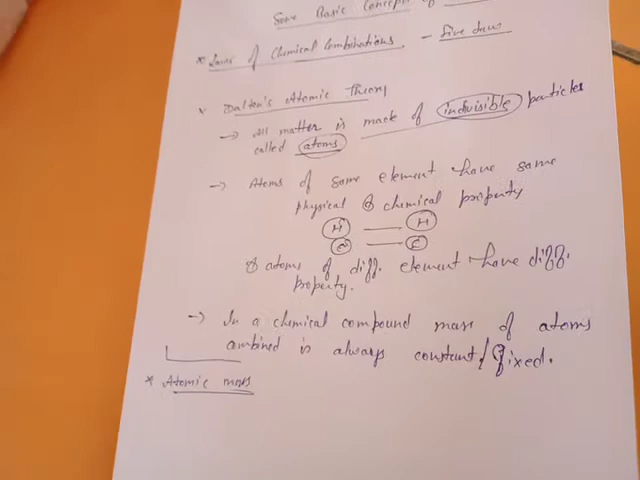 Some Basic Concepts of
* Laws of Chemical Combinations. - five laws
* Dalton's Atomic Theory
-> All matter is made of indivisible particles
called atoms
-> Atoms of same element have same
physical & chemical property
H — H
C — C
& atoms of diff. element have diff.
property.
-> In a chemical compound mass of atoms
combined is always constant/fixed.
* Atomic mass